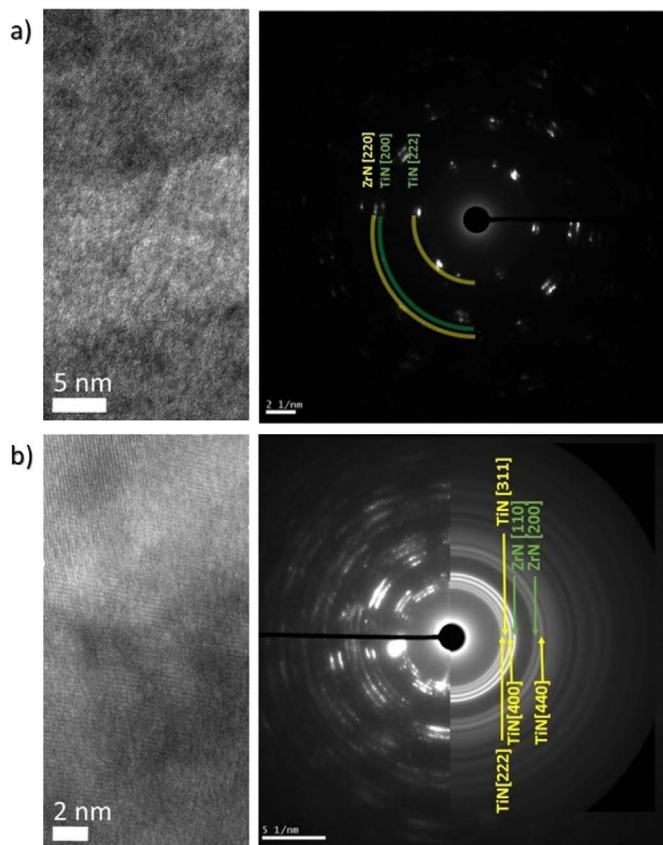 a)
ZrN [220]
TiN [200]
TiN [222]
5 nm
2 1/nm
b)
TiN [311]
ZrN [110]
ZrN [200]
TiN[222]
TiN[400]
TiN[440]
2 nm
5 1/nm